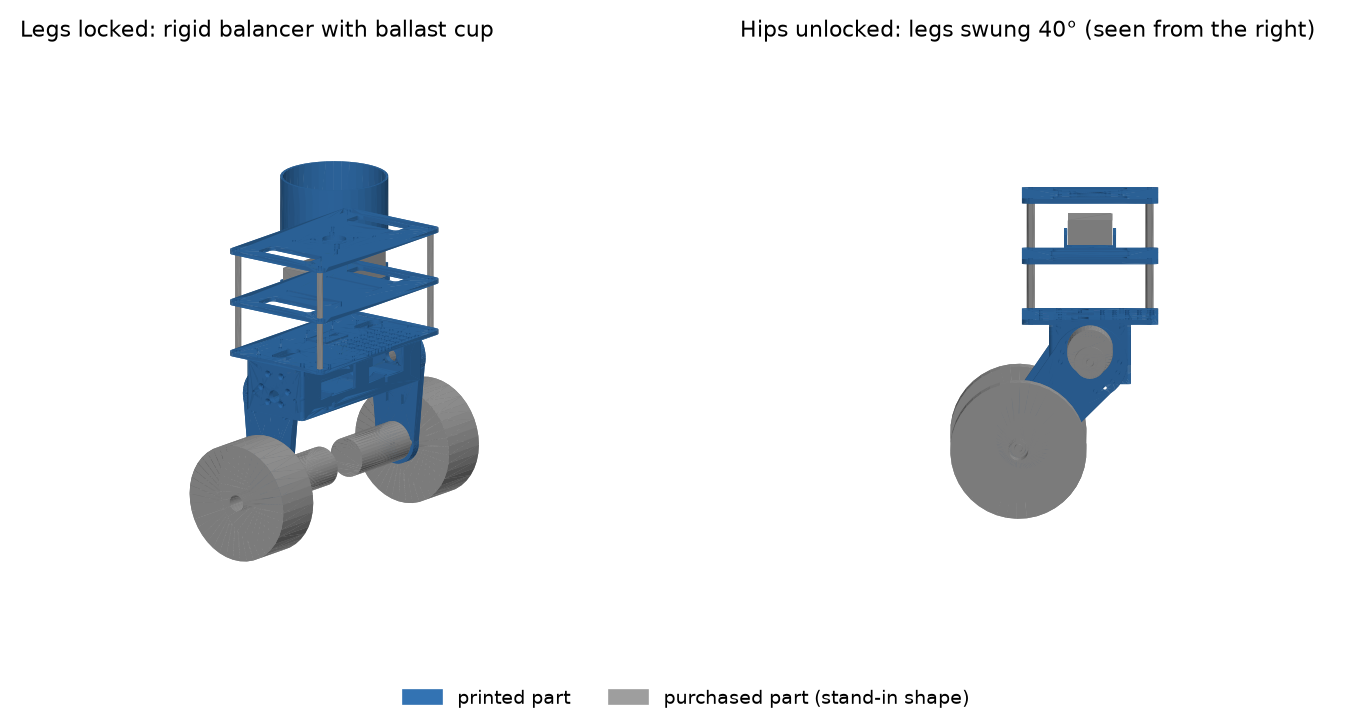 Legs locked: rigid balancer with ballast cup
Hips unlocked: legs swung 40° (seen from the right)
printed part
purchased part (stand-in shape)